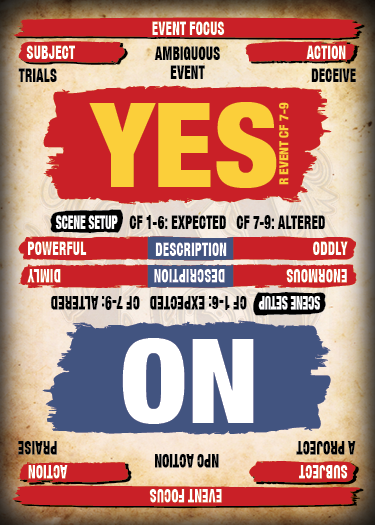 EVENT FOCUS
SUBJECT AMBIGUOUS ACTION
TRIALS EVENT DECEIVE
YES
R EVENT CF 7-9
SCENE SETUP CF 1-6: EXPECTED CF 7-9: ALTERED
POWERFUL DESCRIPTION ODDLY
EVENT FOCUS
SUBJECT NPC ACTION ACTION
A PROJECT PRAISE
NO
SCENE SETUP CF 1-6: EXPECTED CF 7-9: ALTERED
ENORMOUS DESCRIPTION DIMLY